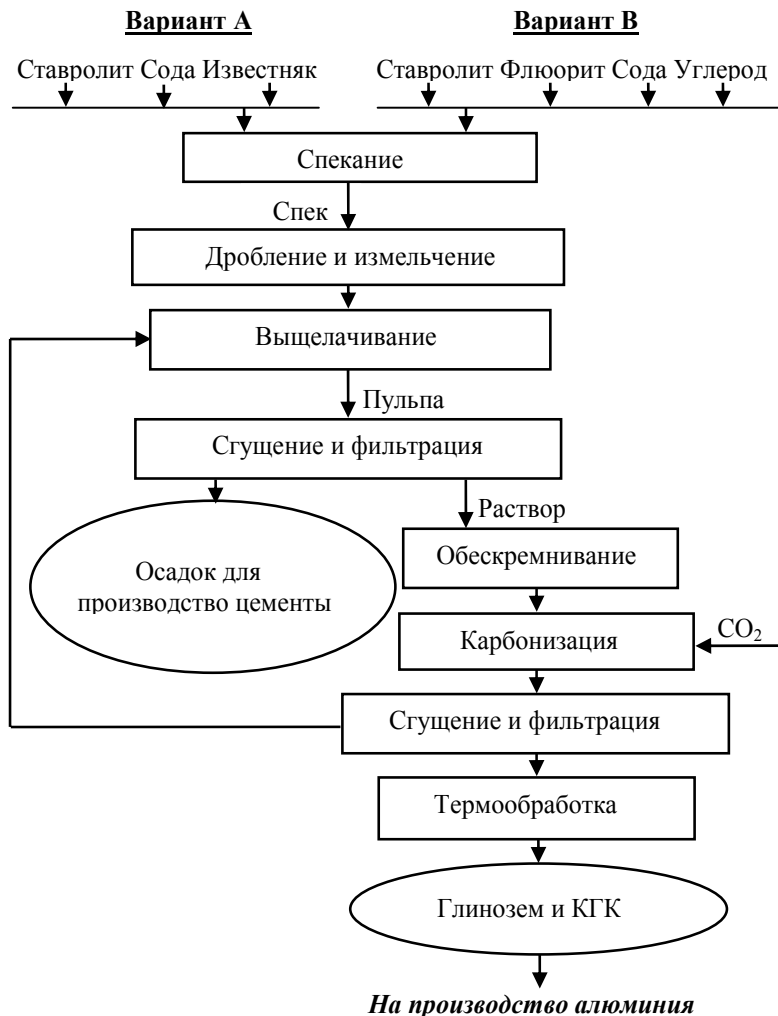 Вариант А Вариант В
Ставролит Сода Известняк Ставролит Флюорит Сода Углерод
Спекание
Спек
Дробление и измельчение
Выщелачивание
Пульпа
Сгущение и фильтрация
Раствор
Осадок для
производство цементы
Обескремнивание
CO₂
Карбонизация
Сгущение и фильтрация
Термообработка
Глинозем и КГК
На производство алюминия